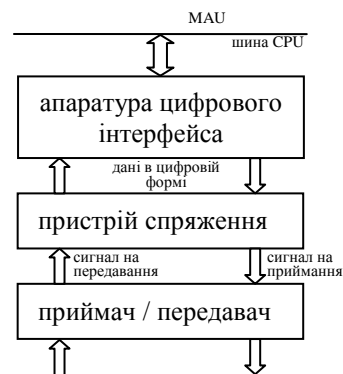 MAU
шина CPU
апаратура цифрового
інтерфейса
дані в цифровій
формі
пристрій спряження
сигнал на
передавання
сигнал на
приймання
приймач / передавач